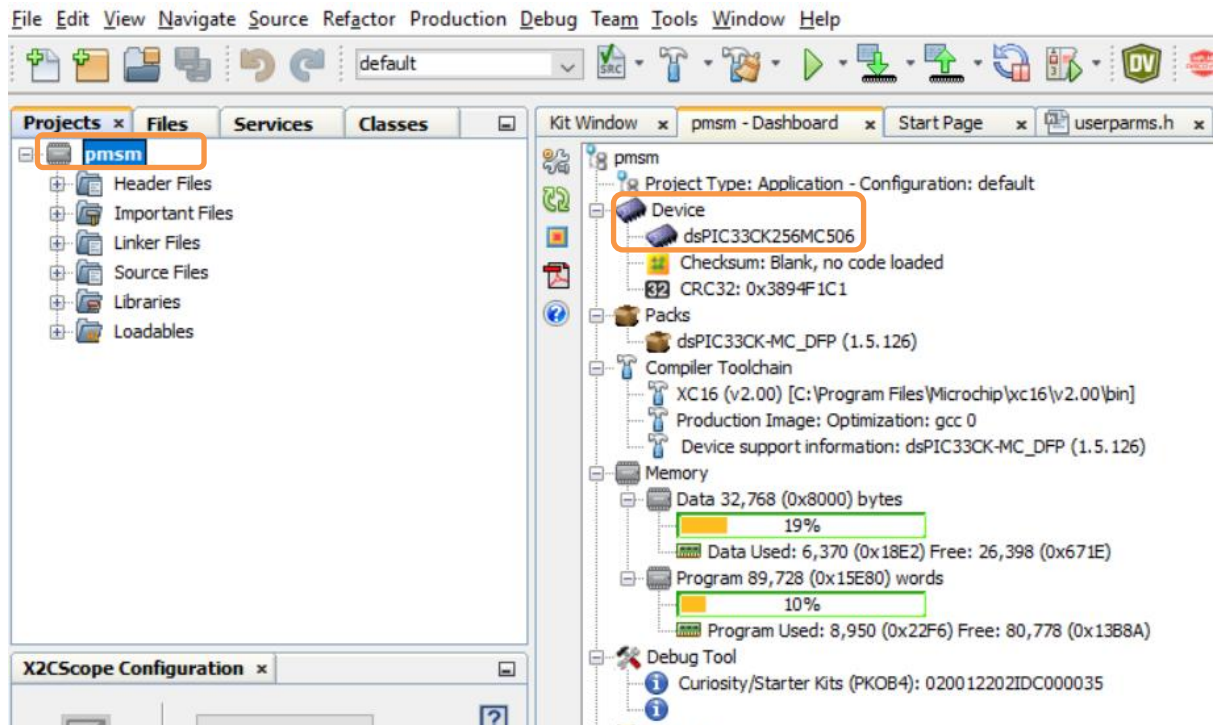 File Edit View Navigate Source Refactor Production Debug Team Tools Window Help
default
SRC
DV
Projects x Files Services Classes
pmsm
Header Files
Important Files
Linker Files
Source Files
Libraries
Loadables
X2CScope Configuration x
?
Kit Window x pmsm - Dashboard x Start Page x userparms.h x
pmsm
Project Type: Application - Configuration: default
Device
dsPIC33CK256MC506
Checksum: Blank, no code loaded
32 CRC32: 0x3894F1C1
Packs
dsPIC33CK-MC_DFP (1.5.126)
Compiler Toolchain
XC16 (v2.00) [C:\Program Files\Microchip\xc16\v2.00\bin]
Production Image: Optimization: gcc 0
Device support information: dsPIC33CK-MC_DFP (1.5.126)
Memory
Data 32,768 (0x8000) bytes
19%
Data Used: 6,370 (0x18E2) Free: 26,398 (0x671E)
Program 89,728 (0x15E80) words
10%
Program Used: 8,950 (0x22F6) Free: 80,778 (0x13B8A)
Debug Tool
Curiosity/Starter Kits (PKOB4): 020012202IDC000035